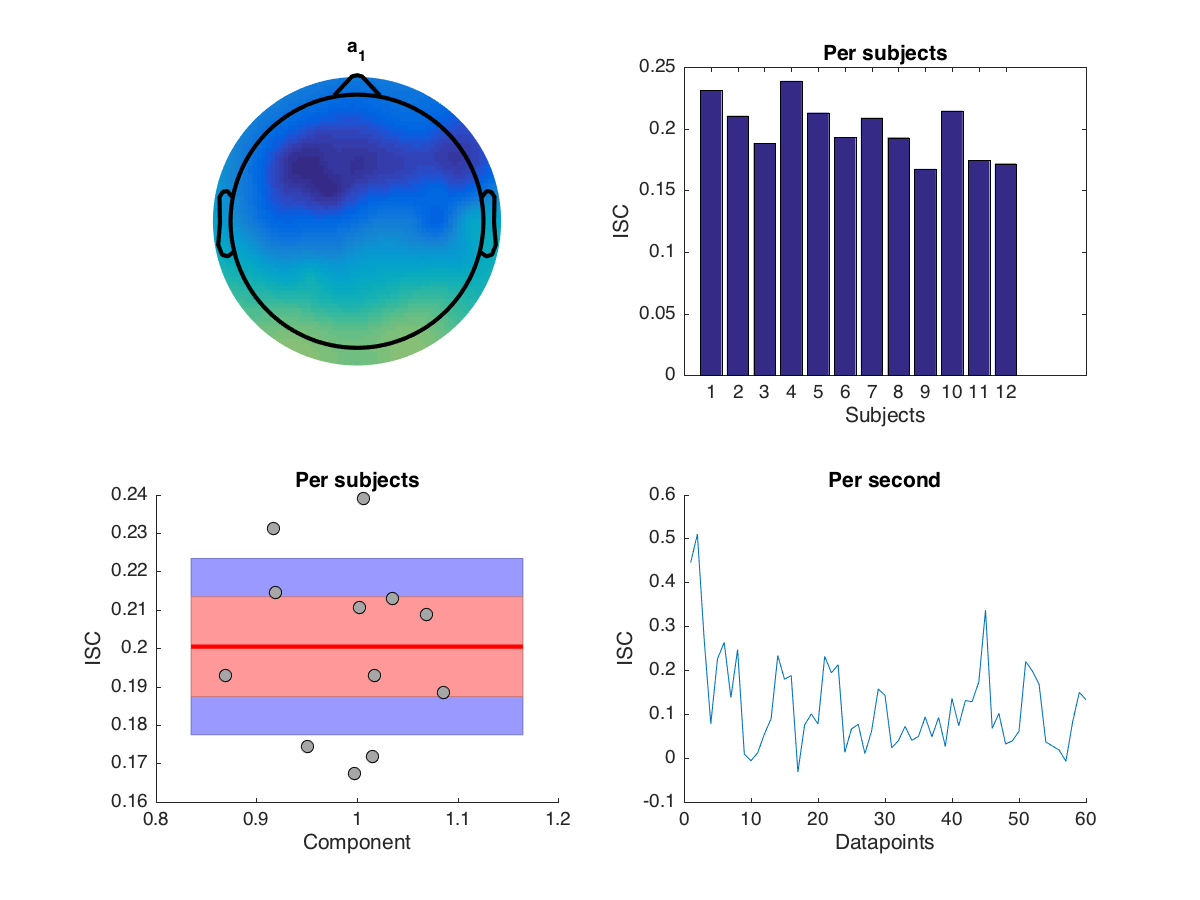 a1
Per subjects
0.25
0.2
0.15
0.1
0.05
0
ISC
1 2 3 4 5 6 7 8 9 10 11 12
Subjects
Per subjects
0.24
0.23
0.22
0.21
0.2
0.19
0.18
0.17
0.16
ISC
0.8 0.9 1 1.1 1.2
Component
Per second
0.6
0.5
0.4
0.3
0.2
0.1
0
-0.1
ISC
0 10 20 30 40 50 60
Datapoints